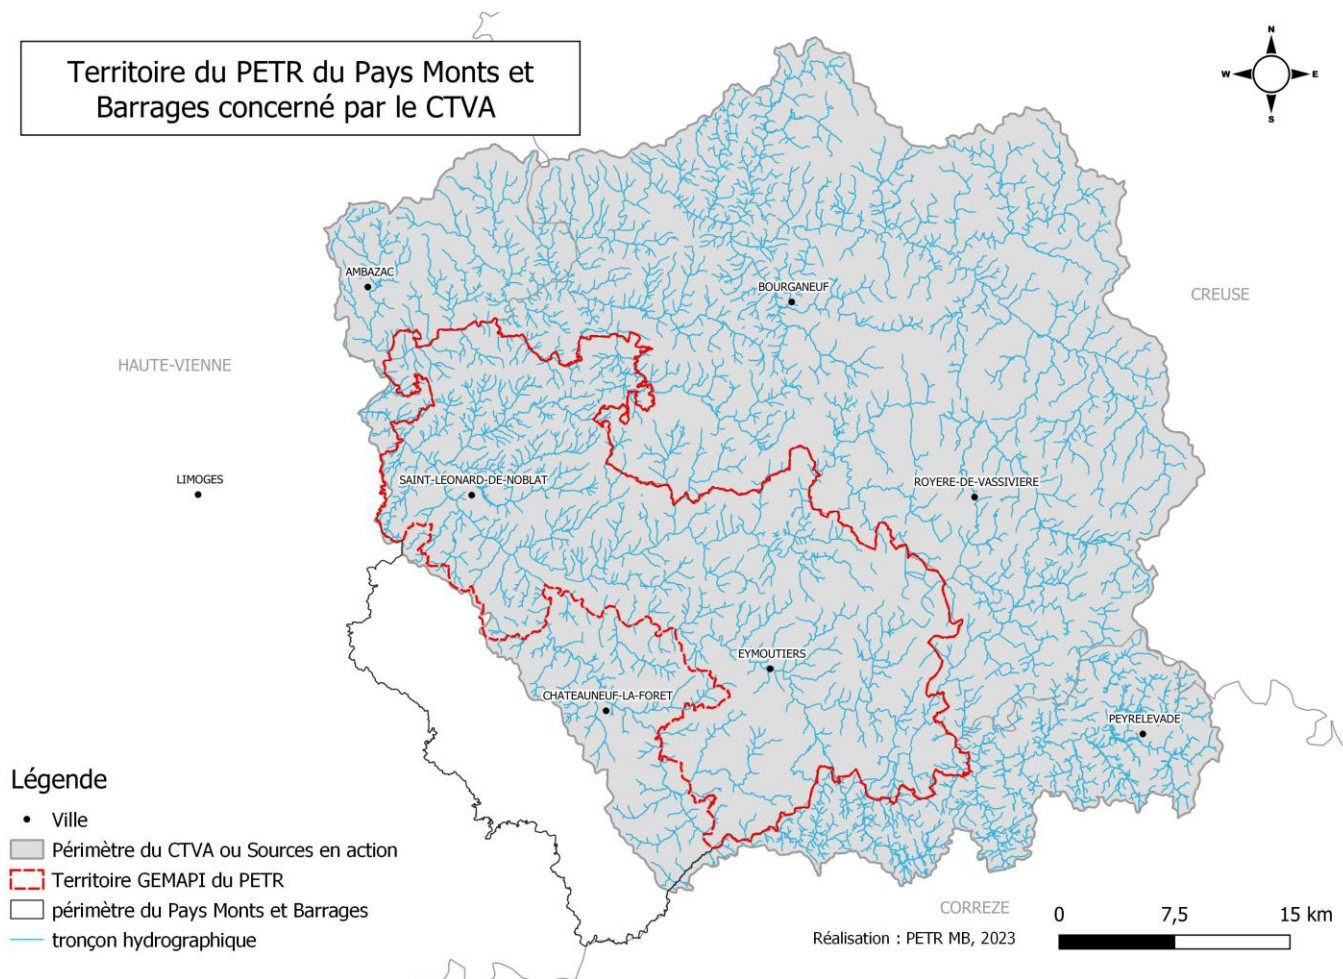 Territoire du PETR du Pays Monts et
Barrages concerné par le CTVA
N
W
E
S
AMBAZAC
BOURGANEUF
CREUSE
HAUTE-VIENNE
LIMOGES
SAINT-LEONARD-DE-NOBLAT
ROYERE-DE-VASSIVIERE
EYMOUTIERS
CHATEAUNEUF-LA-FORET
PEYRELEVADE
Légende
Ville
Périmètre du CTVA ou Sources en action
Territoire GEMAPI du PETR
périmètre du Pays Monts et Barrages
tronçon hydrographique
CORREZE
Réalisation : PETR MB, 2023
0 7,5 15 km